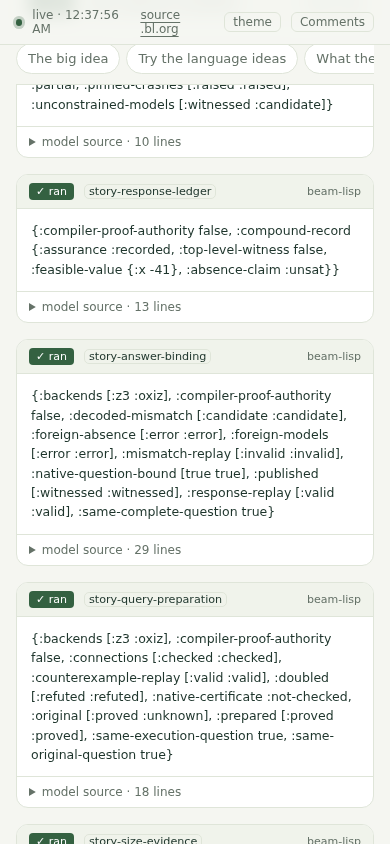 live · 12:37:56 AM
source .bl.org
theme
Comments
The big idea
Try the language ideas
What the
:partial, :pinned-crashes [:raised :raised],
:unconstrained-models [:witnessed :candidate]}
▶ model source · 10 lines
✓ ran story-response-ledger beam-lisp
{:compiler-proof-authority false, :compound-record
{:assurance :recorded, :top-level-witness false,
:feasible-value {:x -41}, :absence-claim :unsat}}
▶ model source · 13 lines
✓ ran story-answer-binding beam-lisp
{:backends [:z3 :oxiz], :compiler-proof-authority
false, :decoded-mismatch [:candidate :candidate],
:foreign-absence [:error :error], :foreign-models
[:error :error], :mismatch-replay [:invalid :invalid],
:native-question-bound [true true], :published
[:witnessed :witnessed], :response-replay [:valid
:valid], :same-complete-question true}
▶ model source · 29 lines
✓ ran story-query-preparation beam-lisp
{:backends [:z3 :oxiz], :compiler-proof-authority
false, :connections [:checked :checked],
:counterexample-replay [:valid :valid], :doubled
[:refuted :refuted], :native-certificate :not-checked,
:original [:proved :unknown], :prepared [:proved
:proved], :same-execution-question true, :same-
original-question true}
▶ model source · 18 lines
✓ ran story-size-evidence beam-lisp